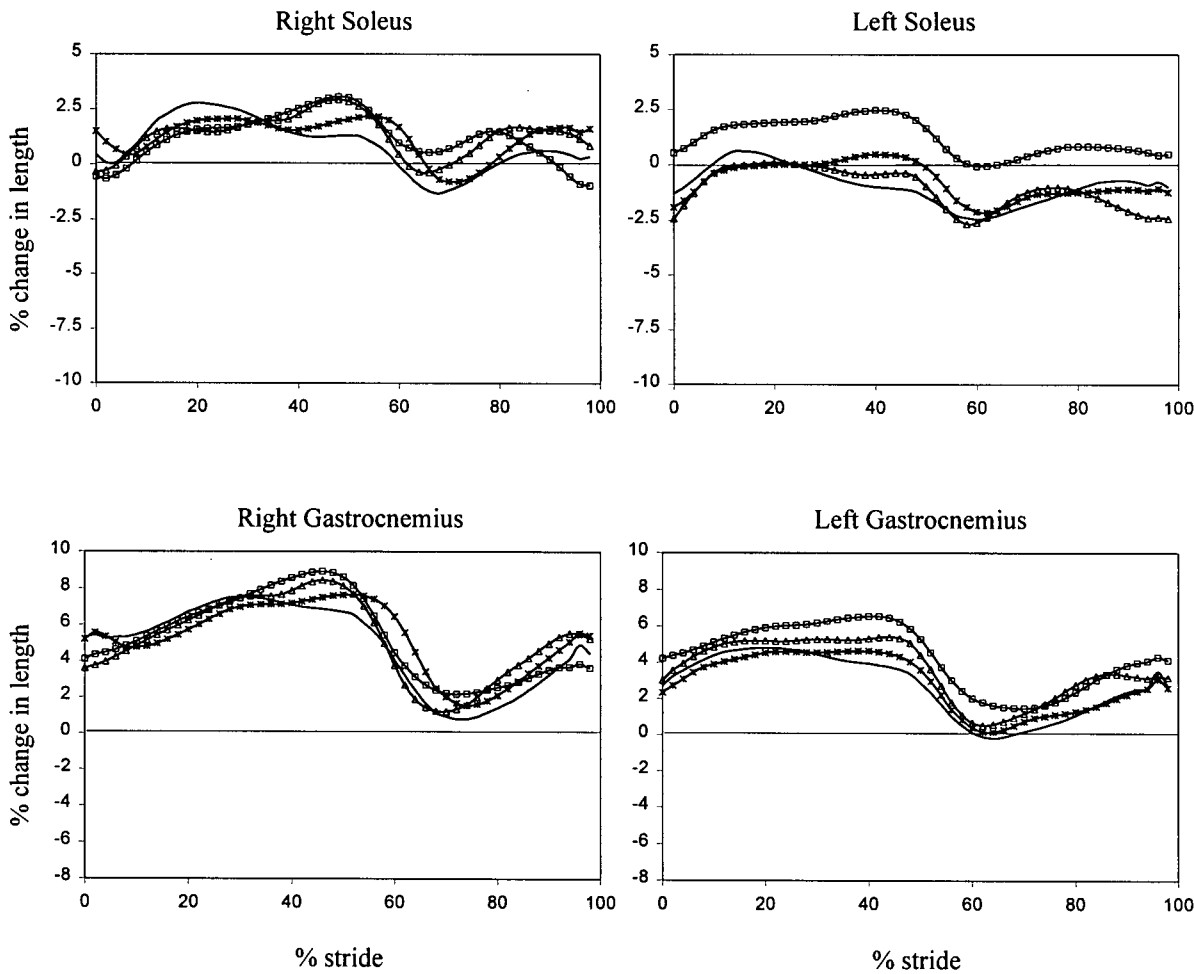 Right Soleus
Left Soleus
% change in length
5
2.5
0
-2.5
-5
-7.5
-10
0 20 40 60 80 100
5
2.5
0
-2.5
-5
-7.5
-10
0 20 40 60 80 100
Right Gastrocnemius
Left Gastrocnemius
% change in length
10
8
6
4
2
0
-2
-4
-6
-8
0 20 40 60 80 100
10
8
6
4
2
0
-2
-4
-6
-8
0 20 40 60 80 100
% stride
% stride